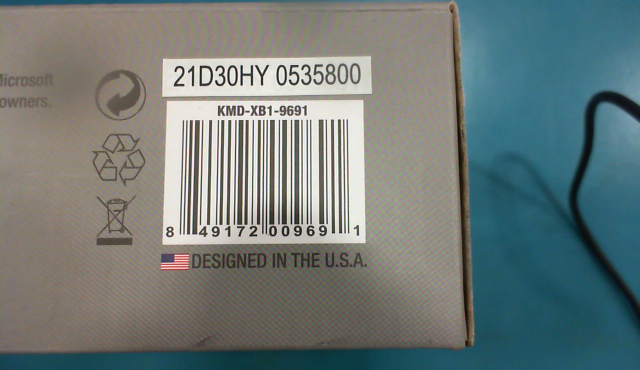 Microsoft
owners.
21D30HY 0535800
KMD-XB1-9691
8 49172 00969 1
DESIGNED IN THE U.S.A.